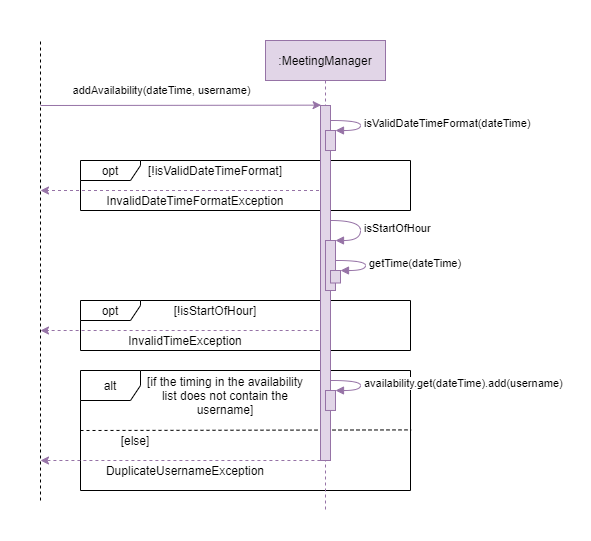 :MeetingManager
addAvailability(dateTime, username)
isValidDateTimeFormat(dateTime)
opt [!isValidDateTimeFormat]
InvalidDateTimeFormatException
isStartOfHour
getTime(dateTime)
opt [!isStartOfHour]
InvalidTimeException
alt [if the timing in the availability
list does not contain the
username]
availability.get(dateTime).add(username)
[else]
DuplicateUsernameException